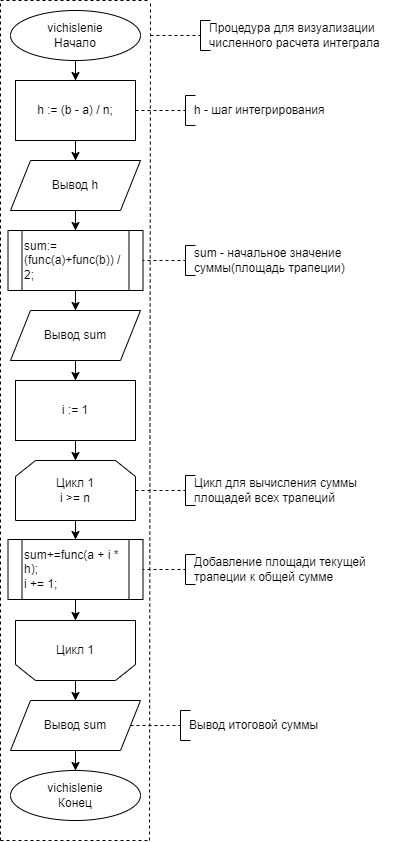 vichislenie
Начало
Процедура для визуализации
численного расчета интеграла
h := (b - a) / n;
h - шаг интегрирования
Вывод h
sum:=
(func(a)+func(b)) /
2;
sum - начальное значение
суммы(площадь трапеции)
Вывод sum
i := 1
Цикл 1
i >= n
Цикл для вычисления суммы
площадей всех трапеций
sum+=func(a + i *
h);
i += 1;
Добавление площади текущей
трапеции к общей сумме
Цикл 1
Вывод sum
Вывод итоговой суммы
vichislenie
Конец